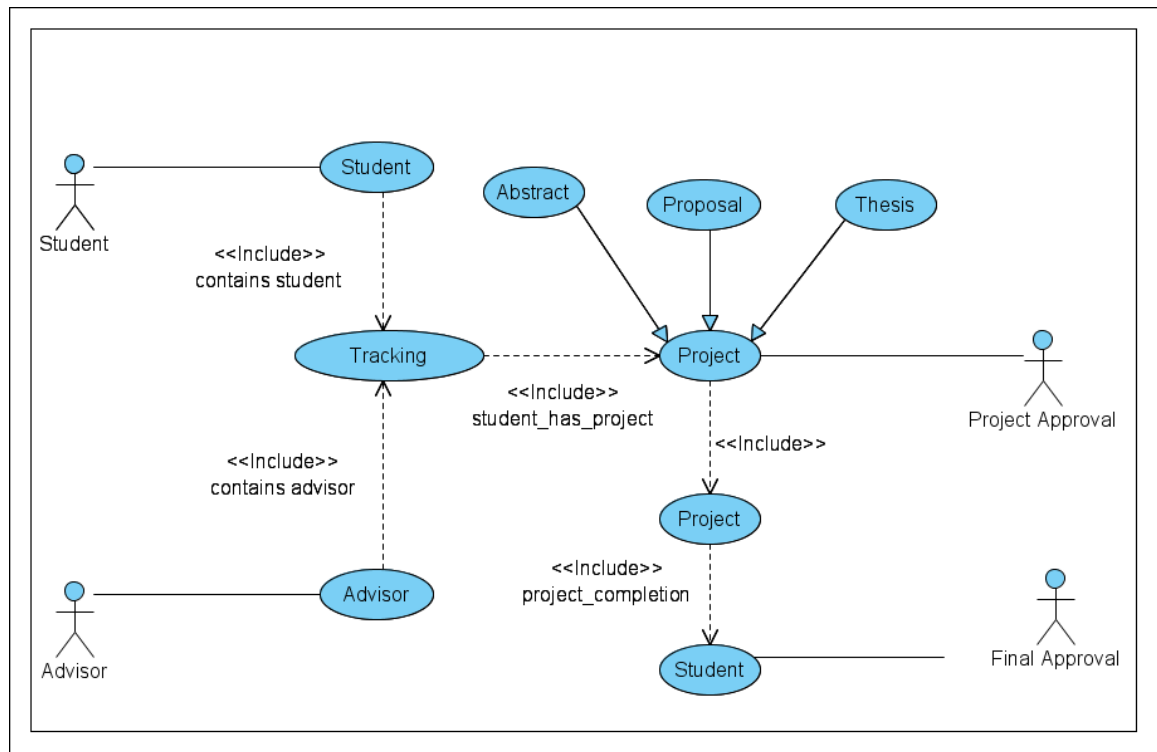 Student
Abstract
Proposal
Thesis
Student
<<Include>>
contains student
Tracking
Project
<<Include>>
student_has_project
Project Approval
<<Include>>
<<Include>>
contains advisor
Project
<<Include>>
project_completion
Advisor
Advisor
Student
Final Approval